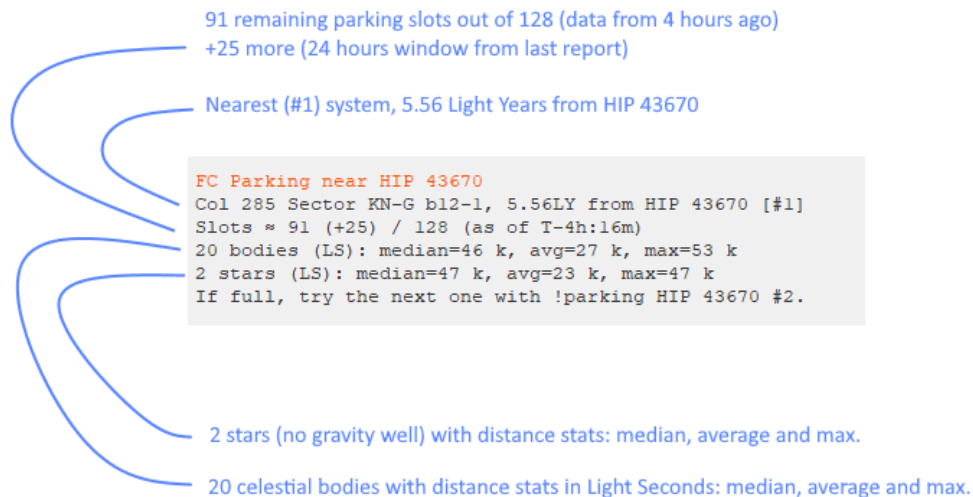 91 remaining parking slots out of 128 (data from 4 hours ago)
+25 more (24 hours window from last report)
Nearest (#1) system, 5.56 Light Years from HIP 43670
FC Parking near HIP 43670
Col 285 Sector KN-G b12-1, 5.56LY from HIP 43670 [#1]
Slots ≈ 91 (+25) / 128 (as of T-4h:16m)
20 bodies (LS): median=46 k, avg=27 k, max=53 k
2 stars (LS): median=47 k, avg=23 k, max=47 k
If full, try the next one with !parking HIP 43670 #2.
2 stars (no gravity well) with distance stats: median, average and max.
20 celestial bodies with distance stats in Light Seconds: median, average and max.